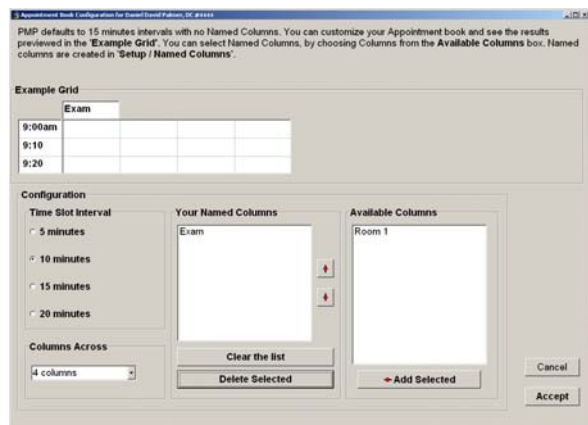 Appointment Book Configuration for Daniel David Palmer, DC #4444
PMP defaults to 15 minutes intervals with no Named Columns. You can customize your Appointment book and see the results
previewed in the 'Example Grid'. You can select Named Columns, by choosing Columns from the Available Columns box. Named
columns are created in 'Setup / Named Columns'.
Example Grid
Exam
9:00am
9:10
9:20
Configuration
Time Slot Interval
5 minutes
10 minutes
15 minutes
20 minutes
Columns Across
4 columns
Your Named Columns
Exam
Clear the list
Delete Selected
Available Columns
Room 1
Add Selected
Cancel
Accept